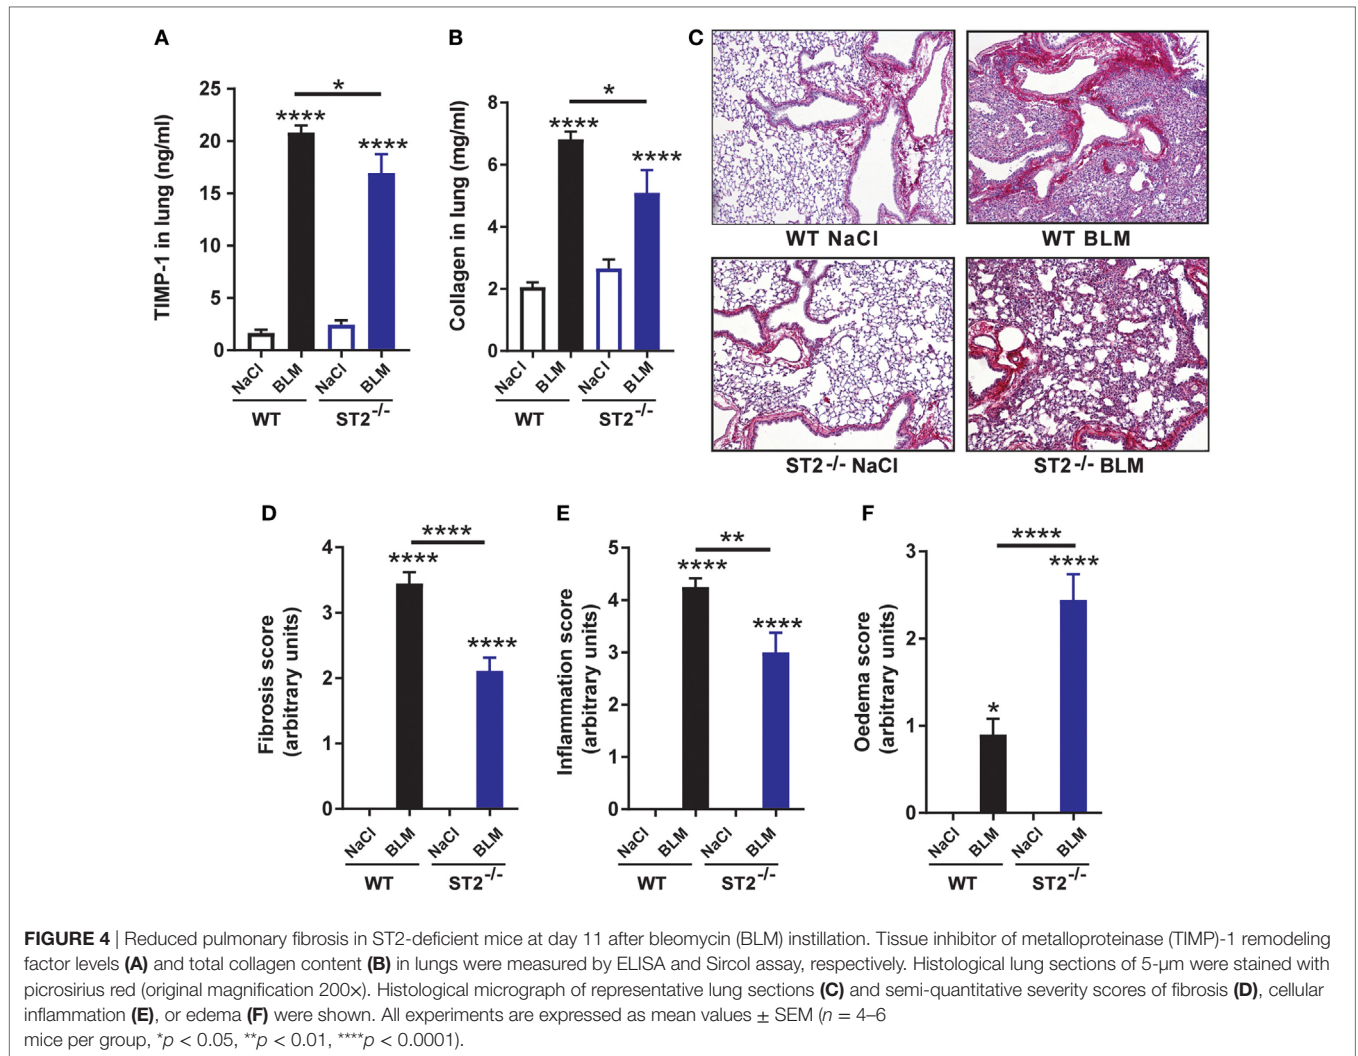 A
TIMP-1 in lung (ng/ml)
25
20
15
10
5
0
*
****
****
NaCl
BLM
NaCl
BLM
WT
ST2-/-
B
Collagen in lung (mg/ml)
8
6
4
2
0
*
****
****
NaCl
BLM
NaCl
BLM
WT
ST2-/-
C
WT NaCl
WT BLM
ST2-/- NaCl
ST2-/- BLM
D
Fibrosis score
(arbitrary units)
4
3
2
1
0
****
****
****
NaCl
BLM
NaCl
BLM
WT
ST2-/-
E
Inflammation score
(arbitrary units)
5
4
3
2
1
0
**
****
****
NaCl
BLM
NaCl
BLM
WT
ST2-/-
F
Oedema score
(arbitrary units)
3
2
1
0
****
*
****
NaCl
BLM
NaCl
BLM
WT
ST2-/-
FIGURE 4 | Reduced pulmonary fibrosis in ST2-deficient mice at day 11 after bleomycin (BLM) instillation. Tissue inhibitor of metalloproteinase (TIMP)-1 remodeling
factor levels (A) and total collagen content (B) in lungs were measured by ELISA and Sircol assay, respectively. Histological lung sections of 5-μm were stained with
picrosirius red (original magnification 200×). Histological micrograph of representative lung sections (C) and semi-quantitative severity scores of fibrosis (D), cellular
inflammation (E), or edema (F) were shown. All experiments are expressed as mean values ± SEM (n = 4–6
mice per group, *p < 0.05, **p < 0.01, ****p < 0.0001).